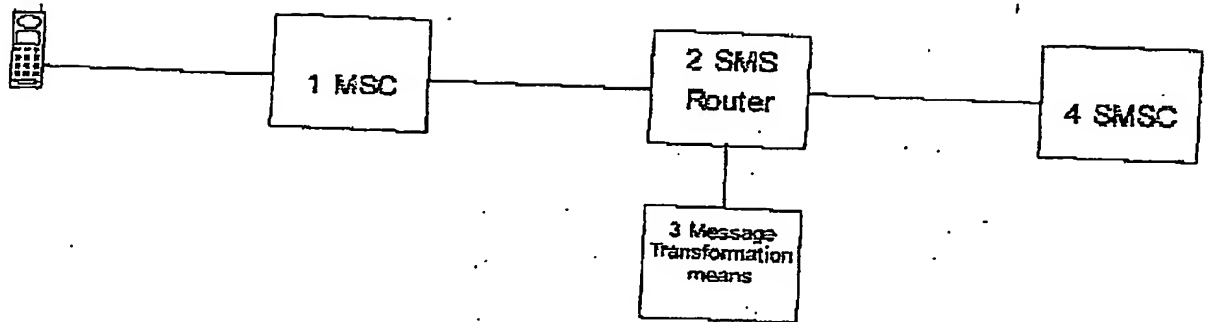 1 MSC
2 SMS
Router
4 SMSC
3 Message
Transformation
means